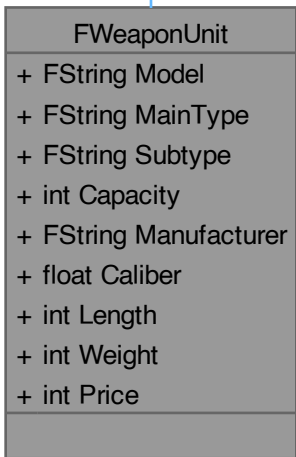 FWeaponUnit
+ FString Model
+ FString MainType
+ FString Subtype
+ int Capacity
+ FString Manufacturer
+ float Caliber
+ int Length
+ int Weight
+ int Price